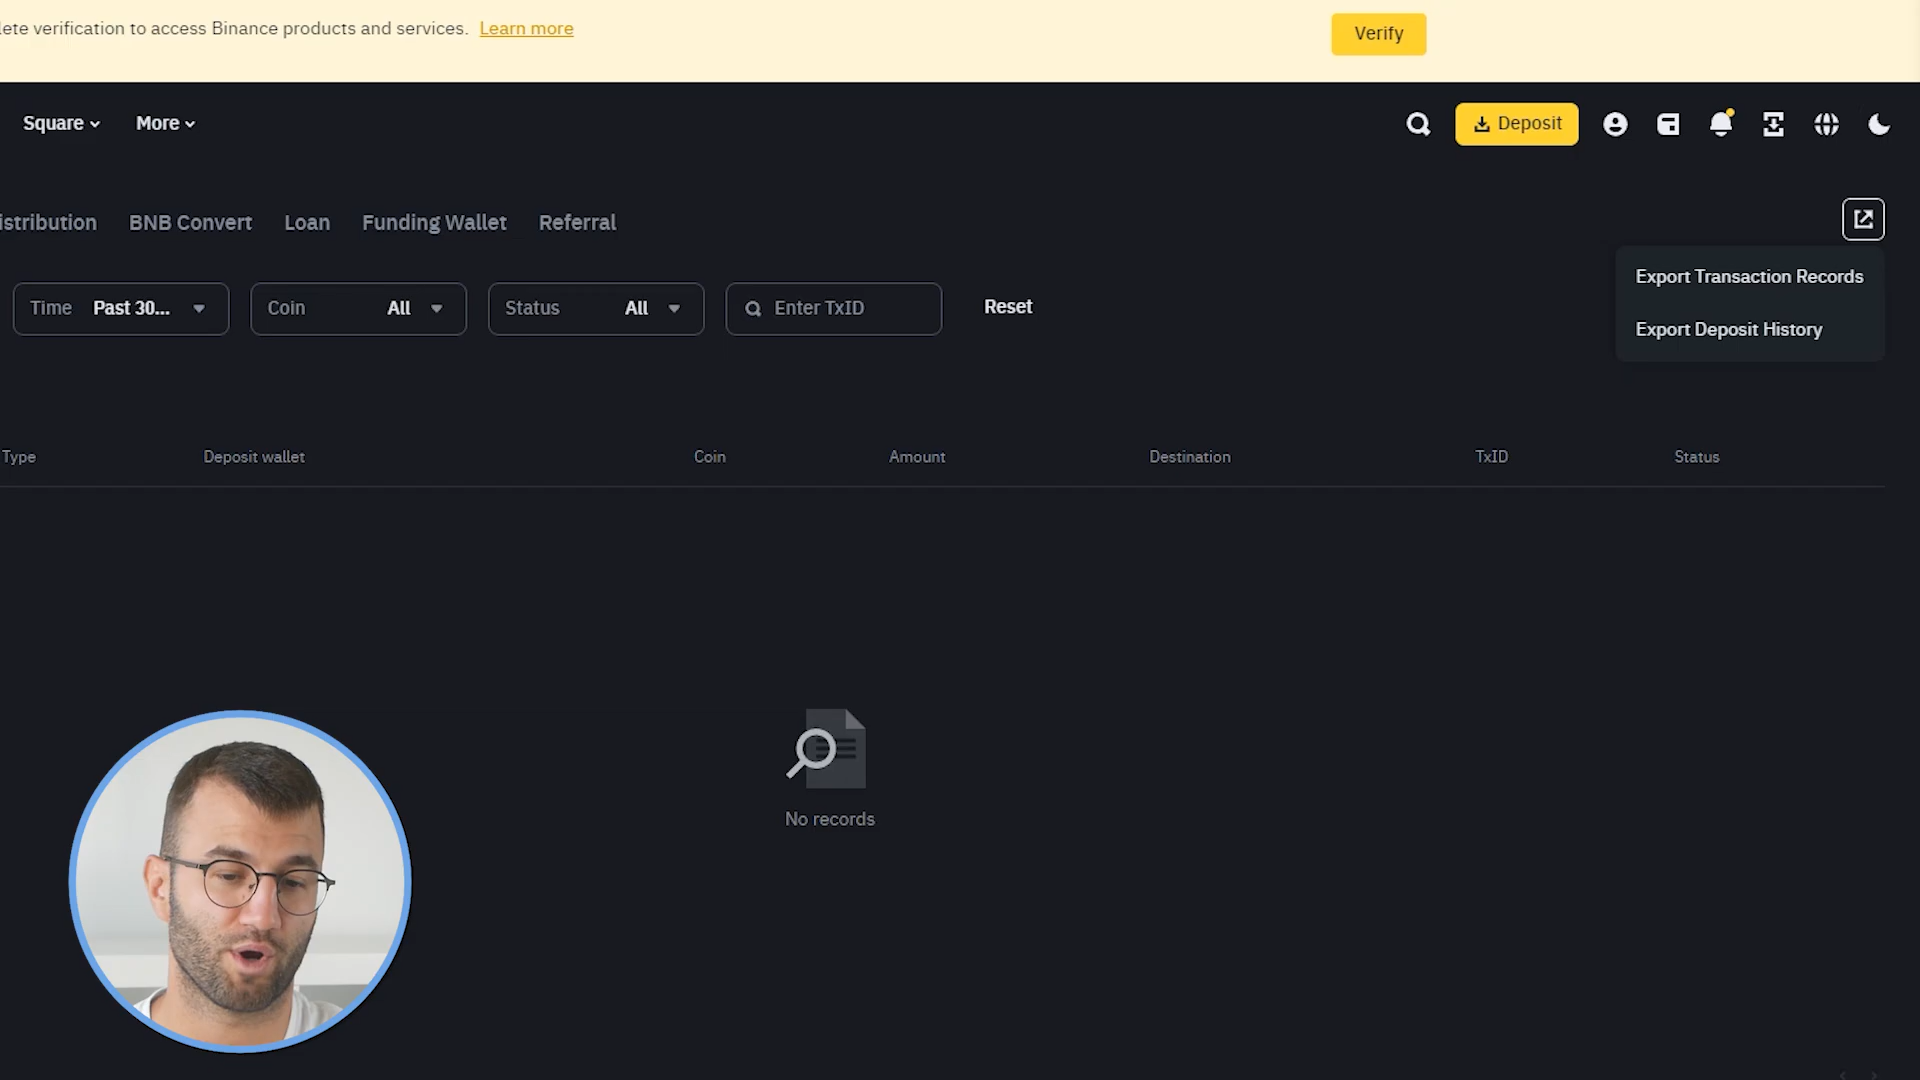 verification to access Binance products and services. Learn more
Verify
Square
More
Deposit
BNB Convert
Loan
Funding Wallet
Referral
Export Transaction Records
Export Deposit History
Time Past 30...
Coin All
Status All
Enter TxID
Reset
Type
Deposit wallet
Coin
Amount
Destination
TxID
Status
No records